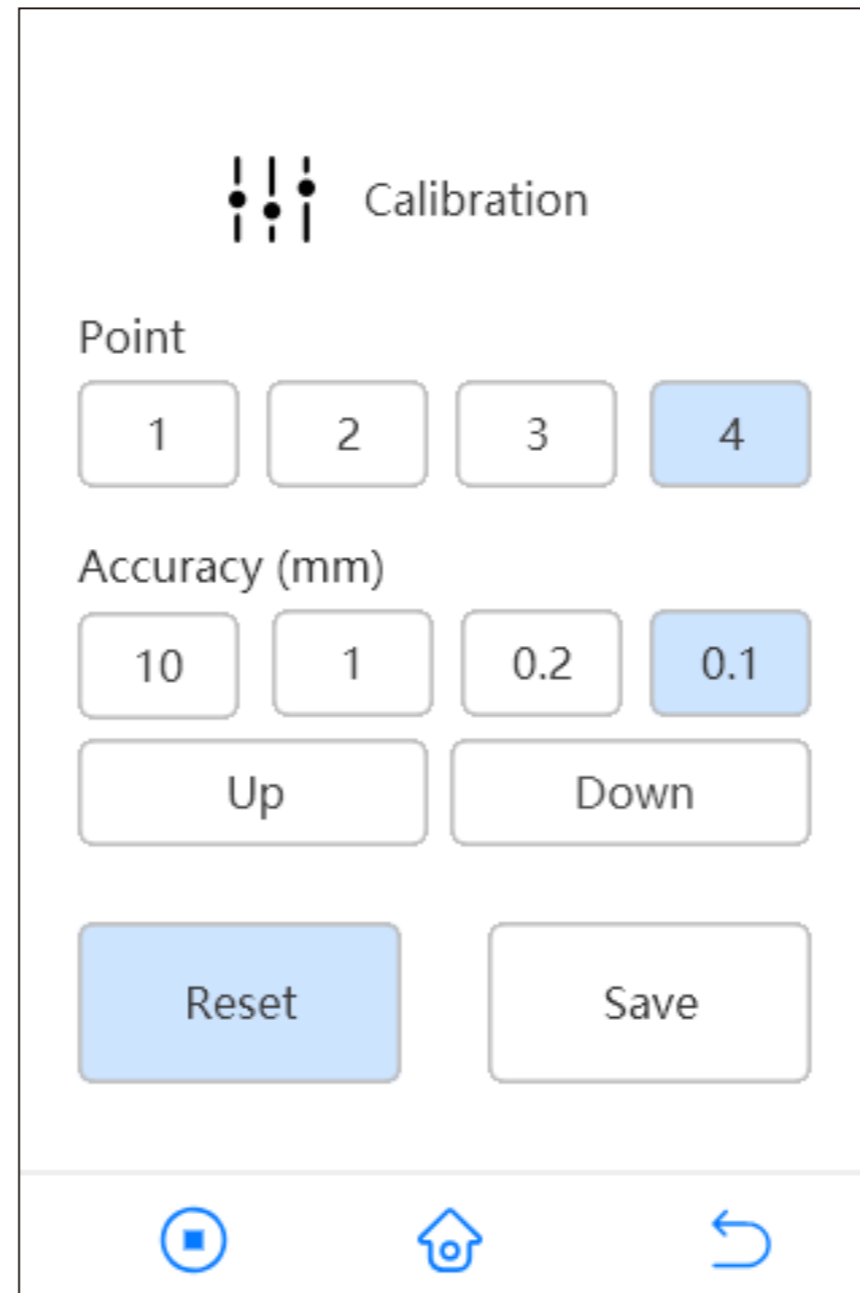 Calibration
Point
1 2 3 4
Accuracy (mm)
10 1 0.2 0.1
Up Down
Reset Save